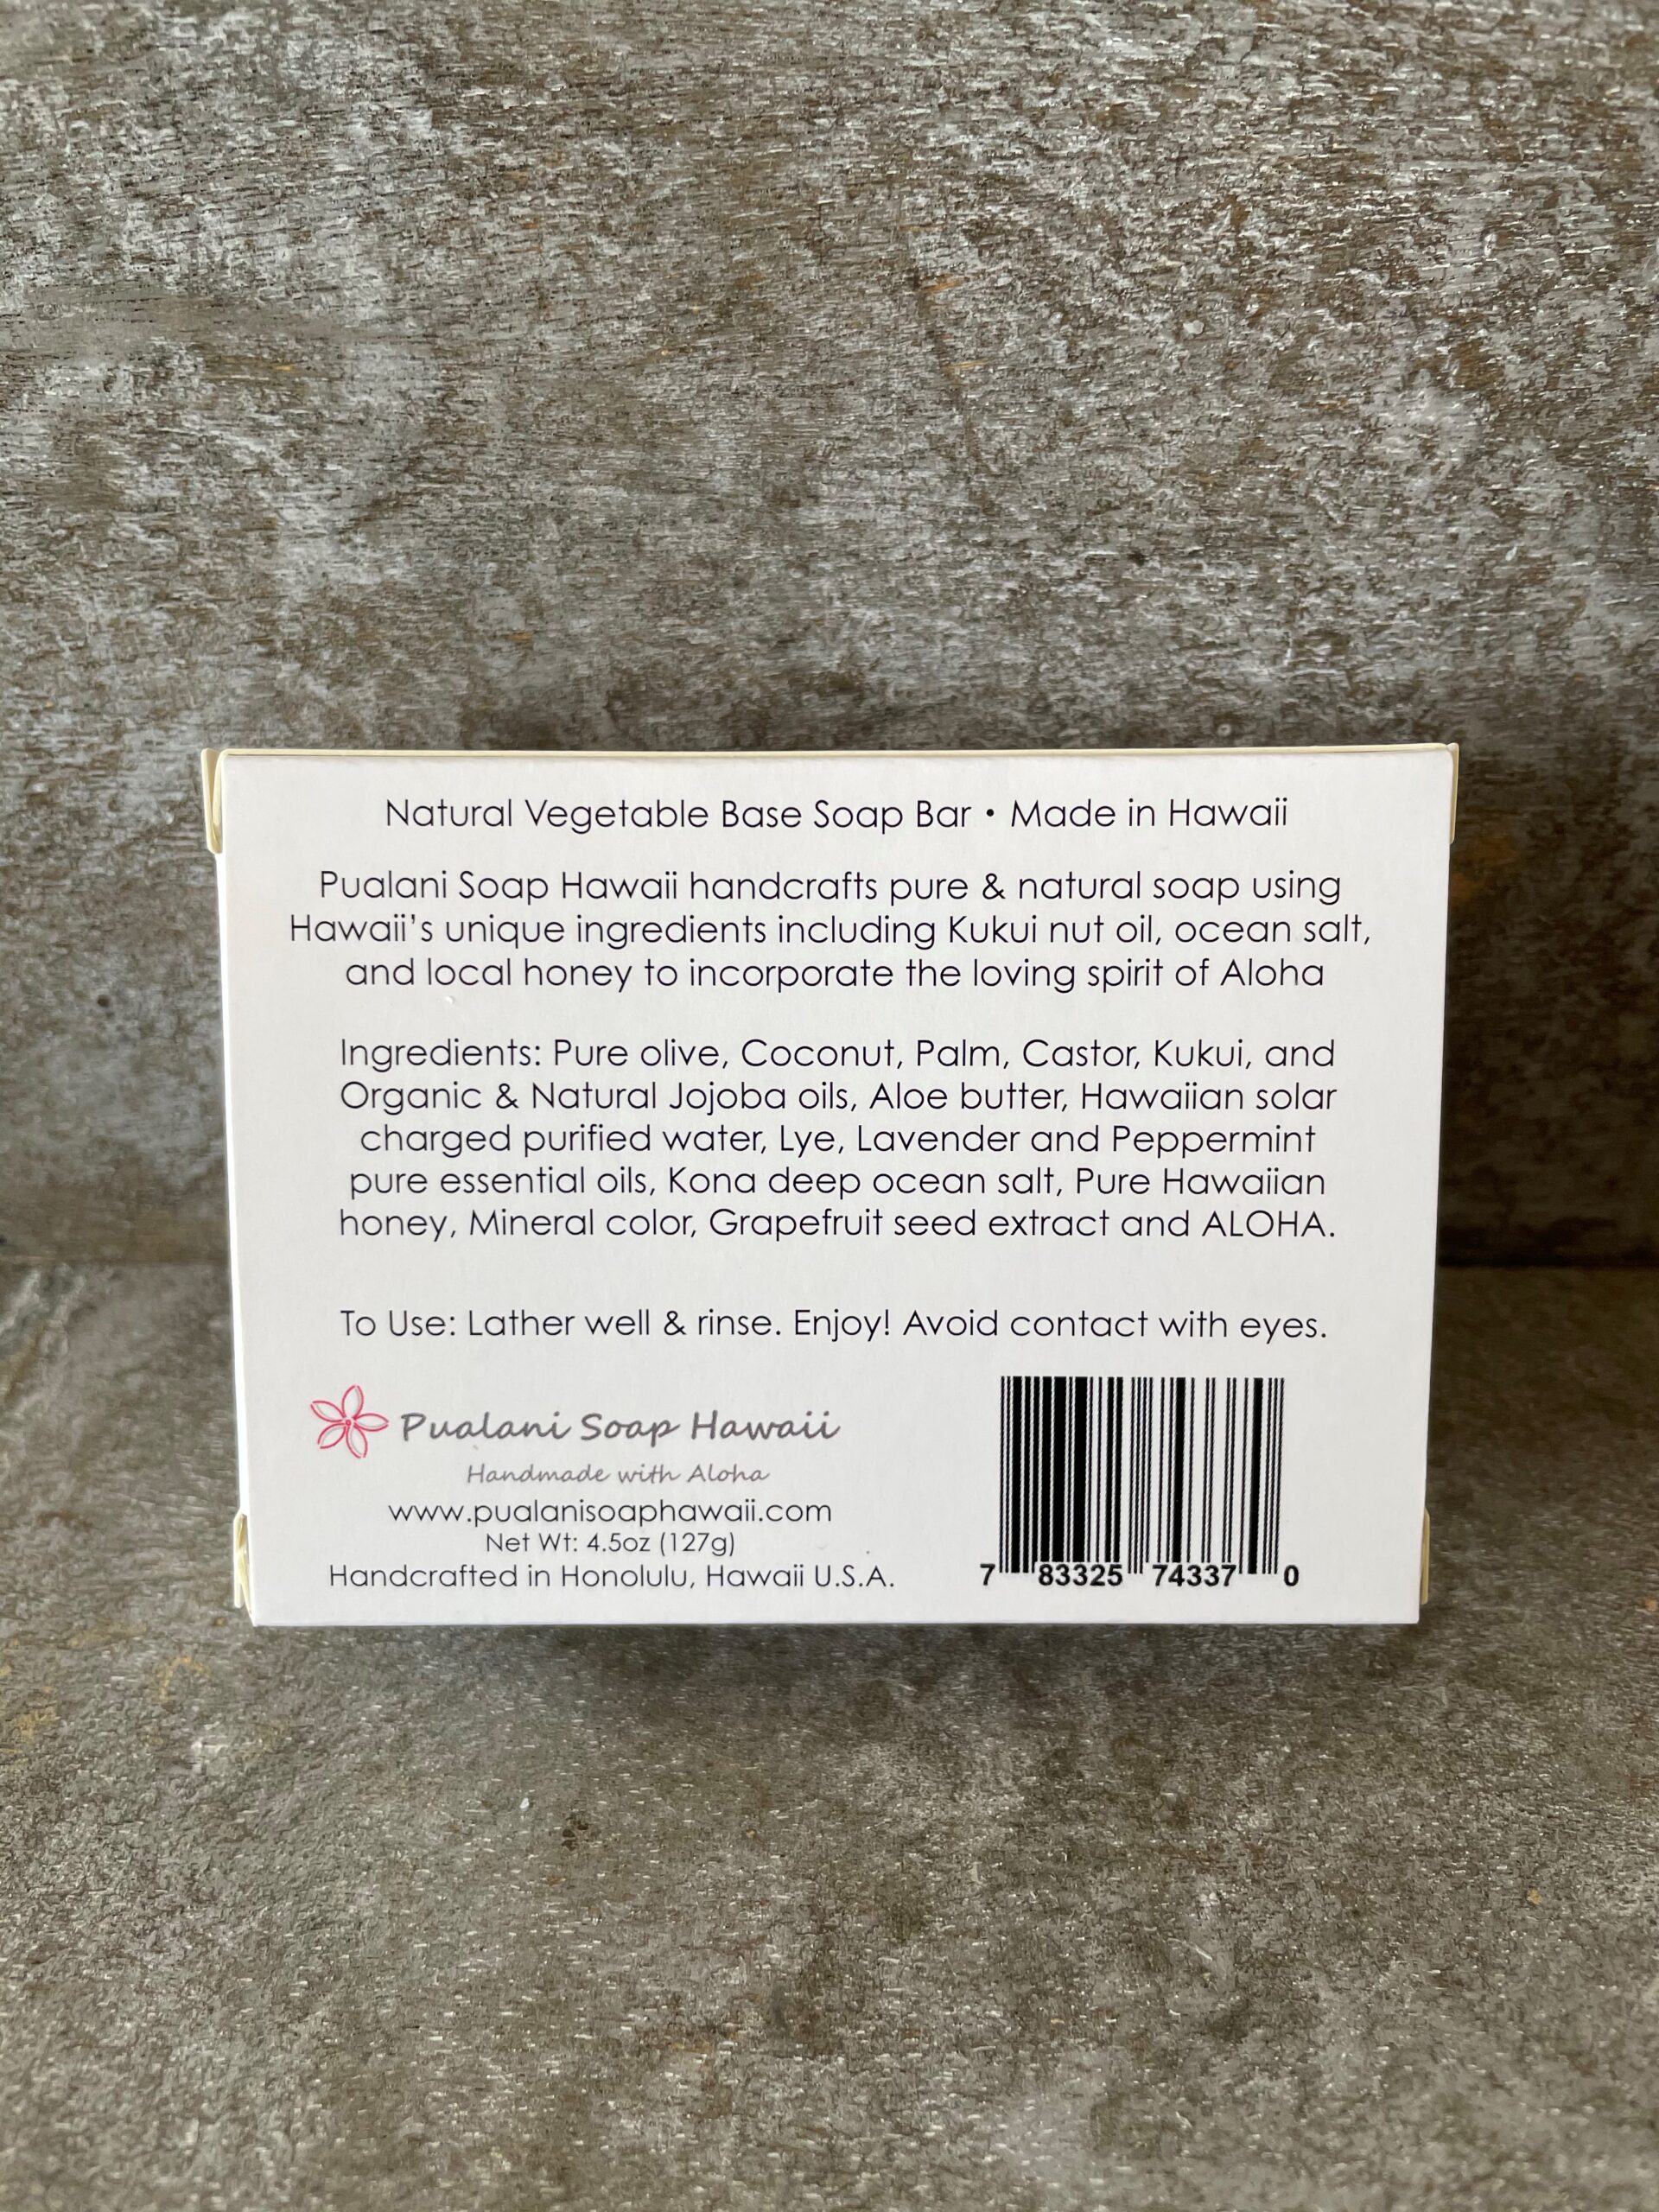 Natural Vegetable Base Soap Bar • Made in Hawaii
Pualani Soap Hawaii handcrafts pure & natural soap using
Hawaii's unique ingredients including Kukui nut oil, ocean salt,
and local honey to incorporate the loving spirit of Aloha
Ingredients: Pure olive, Coconut, Palm, Castor, Kukui, and
Organic & Natural Jojoba oils, Aloe butter, Hawaiian solar
charged purified water, Lye, Lavender and Peppermint
pure essential oils, Kona deep ocean salt, Pure Hawaiian
honey, Mineral color, Grapefruit seed extract and ALOHA.
To Use: Lather well & rinse. Enjoy! Avoid contact with eyes.
Pualani Soap Hawaii
Handmade with Aloha
www.pualanisoaphawaii.com
Net Wt: 4.5oz (127g)
Handcrafted in Honolulu, Hawaii U.S.A.
7 83325 74337 0